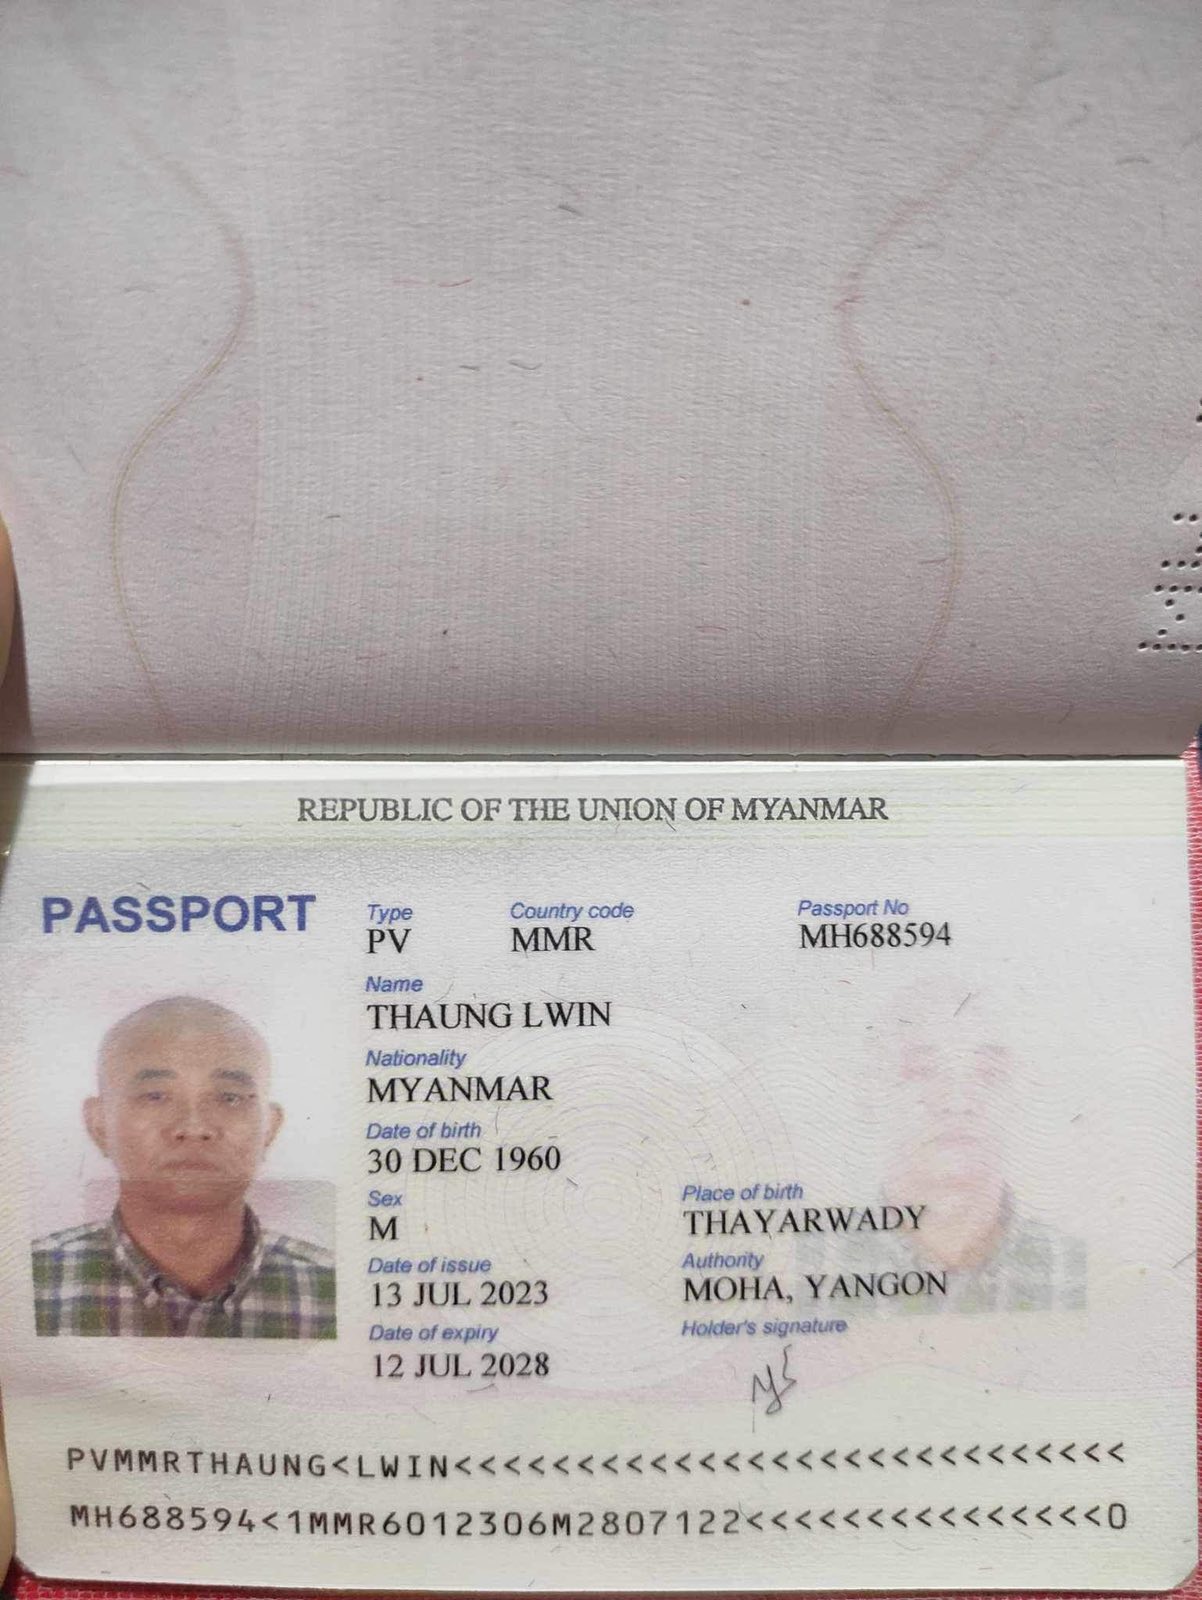 REPUBLIC OF THE UNION OF MYANMAR
PASSPORT
Type Country code Passport No
PV MMR MH688594
Name
THAUNG LWIN
Nationality
MYANMAR
Date of birth
30 DEC 1960
Sex Place of birth
M THAYARWADY
Date of issue Authority
13 JUL 2023 MOHA, YANGON
Date of expiry Holder's signature
12 JUL 2028
PVMMRTHAUNG<LWIN<<<<<<<<<<<<<<<<<<<<<<<<<<<<
MH688594<1MMR6012306M2807122<<<<<<<<<<<<<<<0